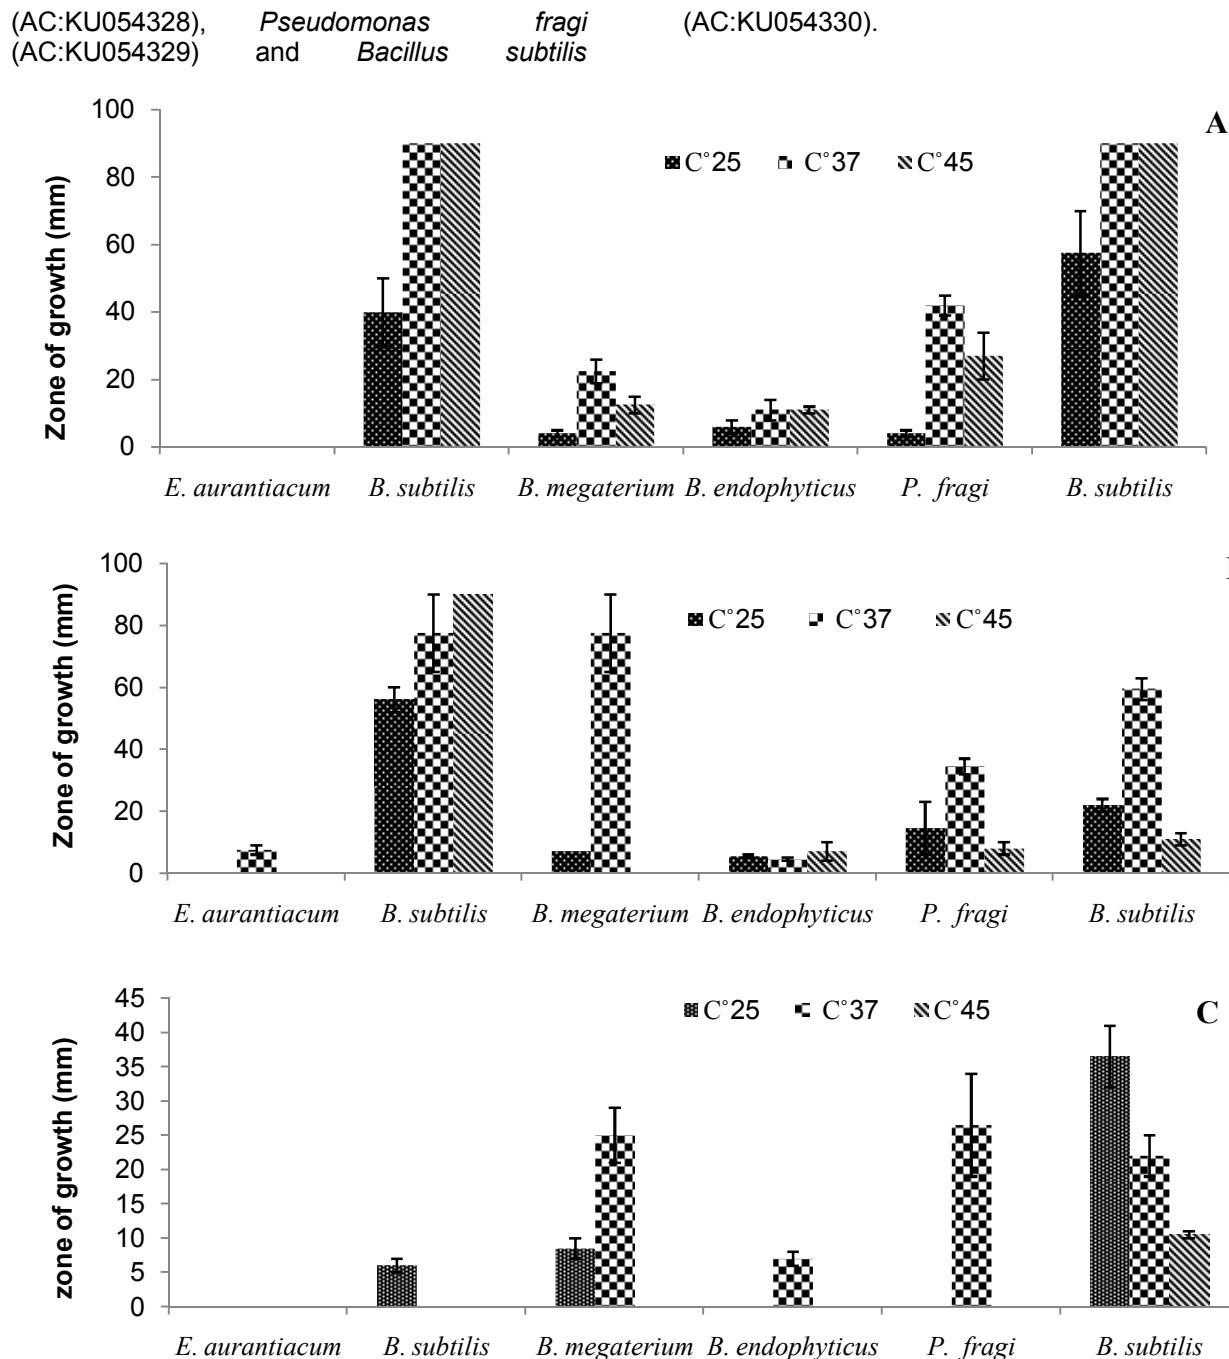 (AC:KU054328), Pseudomonas fragi
(AC:KU054329) and Bacillus subtilis
(AC:KU054330).
A
100
80
60
40
20
0
Zone of growth (mm)
C°25 C°37 C°45
E. aurantiacum B. subtilis B. megaterium B. endophyticus P. fragi B. subtilis
100
80
60
40
20
0
Zone of growth (mm)
C°25 C°37 C°45
E. aurantiacum B. subtilis B. megaterium B. endophyticus P. fragi B. subtilis
C
45
40
35
30
25
20
15
10
5
0
zone of growth (mm)
C°25 C°37 C°45
E. aurantiacum B. subtilis B. megaterium B. endophyticus P. fragi B. subtilis